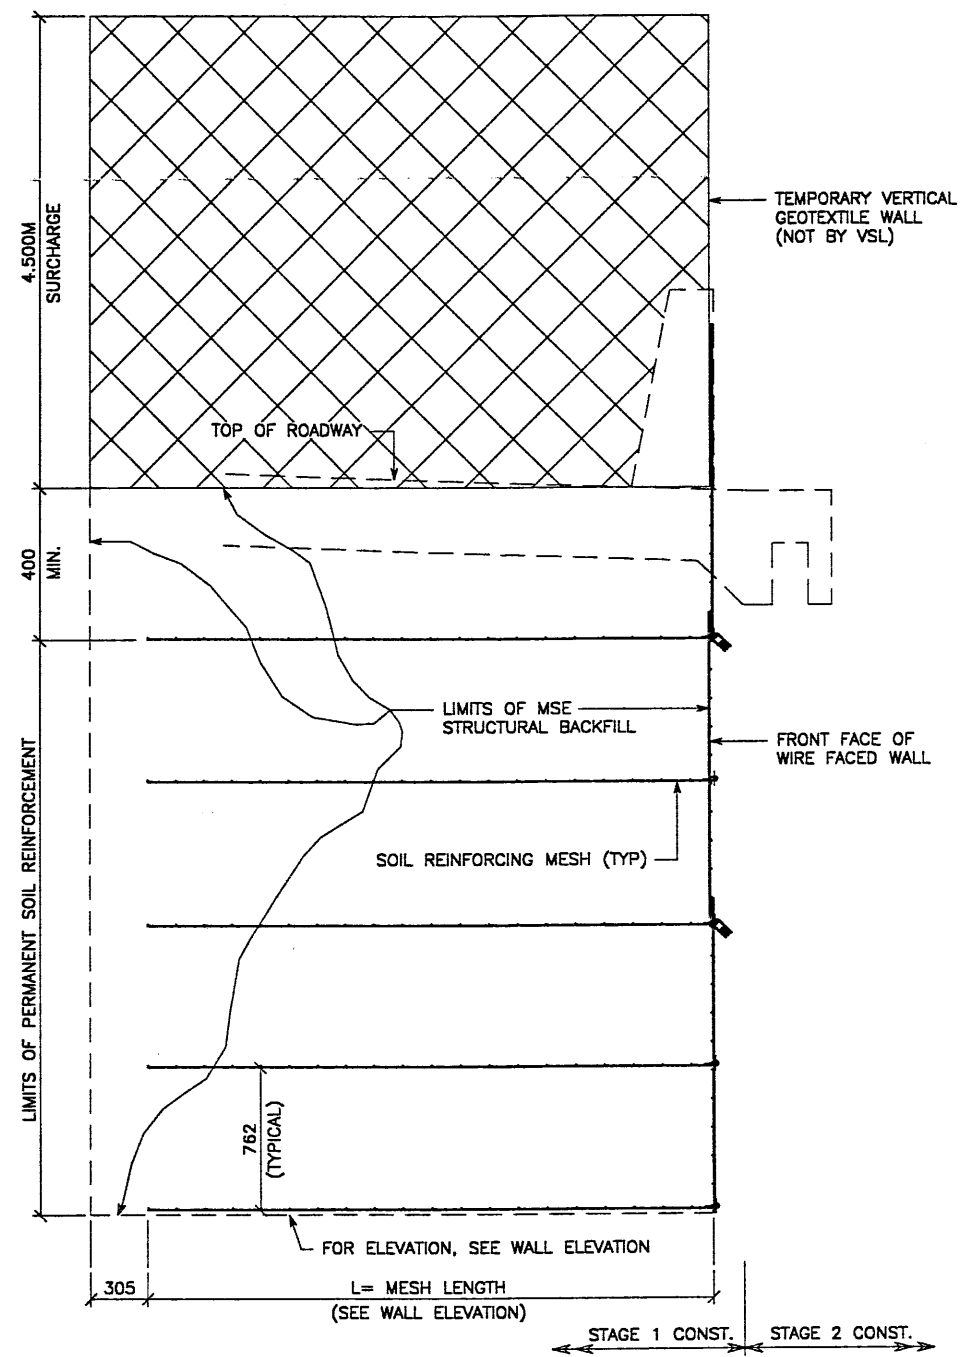 4.500M
SURCHARGE
TEMPORARY VERTICAL
GEOTEXTILE WALL
(NOT BY VSL)
TOP OF ROADWAY
400
MIN.
LIMITS OF MSE
STRUCTURAL BACKFILL
FRONT FACE OF
WIRE FACED WALL
SOIL REINFORCING MESH (TYP)
LIMITS OF PERMANENT SOIL REINFORCEMENT
762
(TYPICAL)
FOR ELEVATION, SEE WALL ELEVATION
305
L= MESH LENGTH
(SEE WALL ELEVATION)
STAGE 1 CONST.
STAGE 2 CONST.